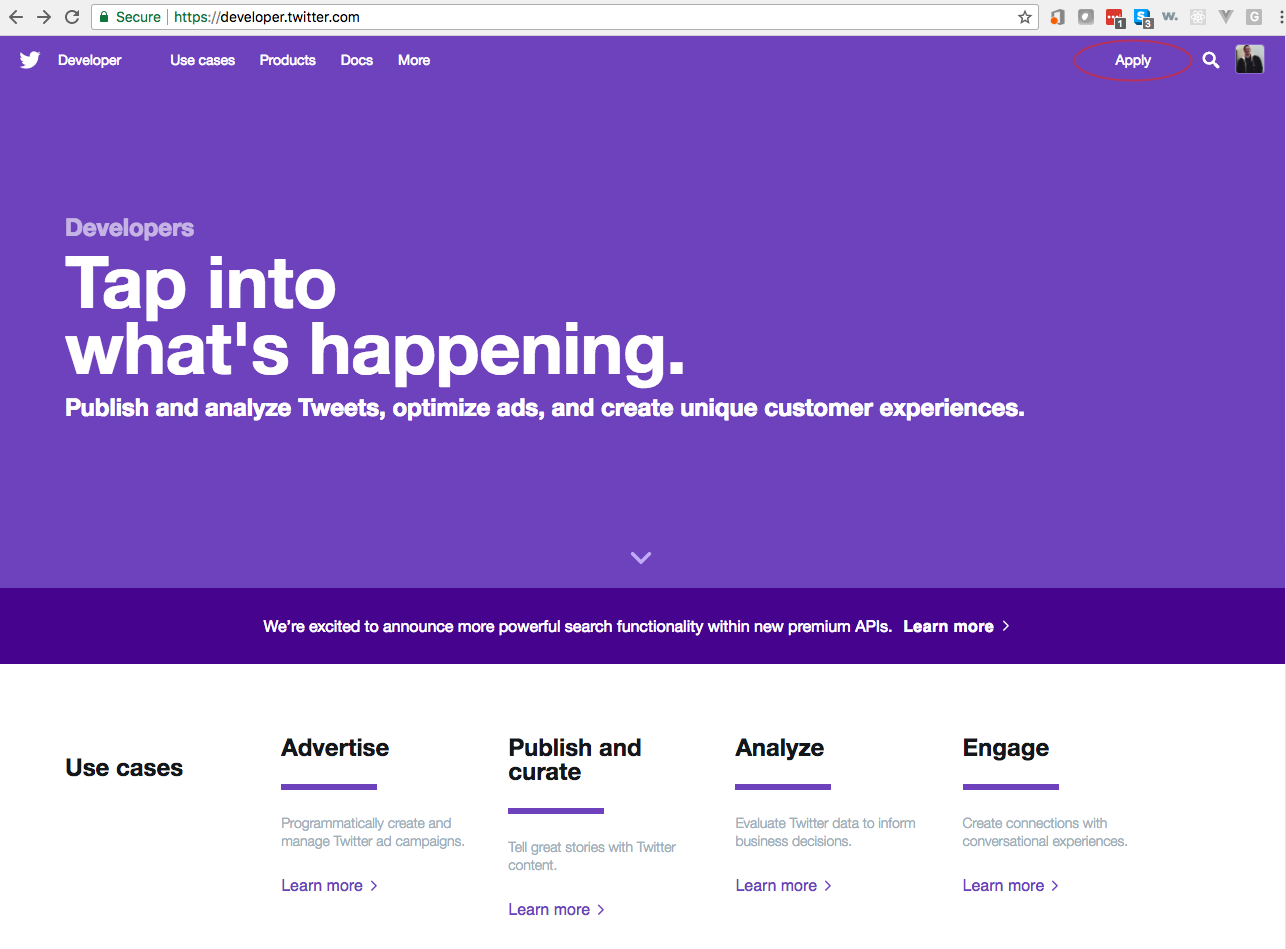 Secure https://developer.twitter.com
1
S 3
w.
G
Developer Use cases Products Docs More Apply
Developers
Tap into
what's happening.
Publish and analyze Tweets, optimize ads, and create unique customer experiences.
We're excited to announce more powerful search functionality within new premium APIs. Learn more
Use cases
Advertise
Programmatically create and
manage Twitter ad campaigns.
Learn more
Publish and
curate
Tell great stories with Twitter
content.
Learn more
Analyze
Evaluate Twitter data to inform
business decisions.
Learn more
Engage
Create connections with
conversational experiences.
Learn more